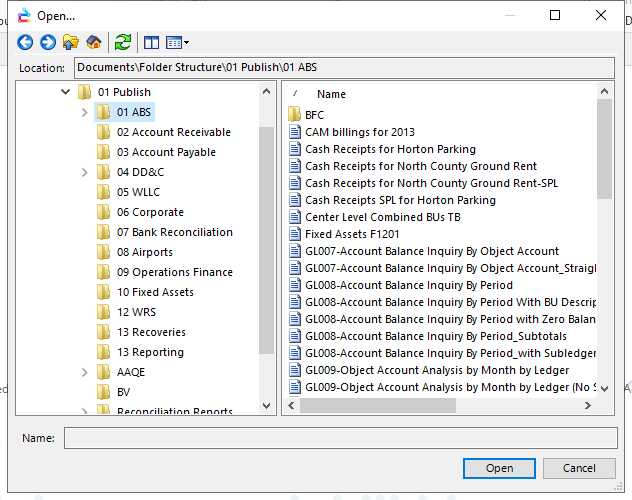 Open...
Location: Documents\Folder Structure\01 Publish\01 ABS
01 Publish
01 ABS
02 Account Receivable
03 Account Payable
04 DD&C
05 WLLC
06 Corporate
07 Bank Reconciliation
08 Airports
09 Operations Finance
10 Fixed Assets
12 WRS
13 Recoveries
13 Reporting
AAQE
BV
Reconciliation Reports
/ Name
BFC
CAM billings for 2013
Cash Receipts for Horton Parking
Cash Receipts for North County Ground Rent
Cash Receipts for North County Ground Rent-SPL
Cash Receipts SPL for Horton Parking
Center Level Combined BUs TB
Fixed Assets F1201
GL007-Account Balance Inquiry By Object Account
GL007-Account Balance Inquiry By Object Account_Straigh
GL008-Account Balance Inquiry By Period
GL008-Account Balance Inquiry By Period With BU Descrip
GL008-Account Balance Inquiry By Period with Zero Balan
GL008-Account Balance Inquiry By Period_Subtotals
GL008-Account Balance Inquiry By Period_with Subledger
GL009-Object Account Analysis by Month by Ledger
GL009-Object Account Analysis by Month by Ledger (No S
Name:
Open
Cancel